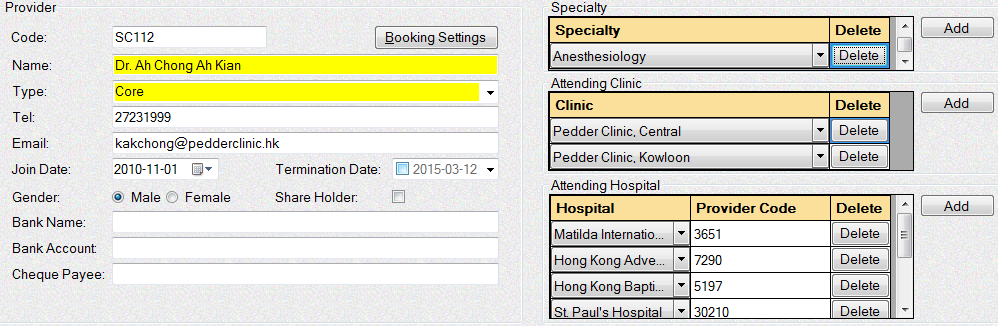 Provider
Code: SC112 Booking Settings
Name: Dr. Ah Chong Ah Kian
Type: Core
Tel: 27231999
Email: kakchong@pedderclinic.hk
Join Date: 2010-11-01 Termination Date: 2015-03-12
Gender: Male Female Share Holder:
Bank Name:
Bank Account:
Cheque Payee:
Specialty
Specialty Delete Add
Anesthesiology Delete
Attending Clinic
Clinic Delete Add
Pedder Clinic, Central Delete
Pedder Clinic, Kowloon Delete
Attending Hospital
Hospital Provider Code Delete Add
Matilda Internatio... 3651 Delete
Hong Kong Adve... 7290 Delete
Hong Kong Bapti... 5197 Delete
St. Paul's Hospital 30210 Delete